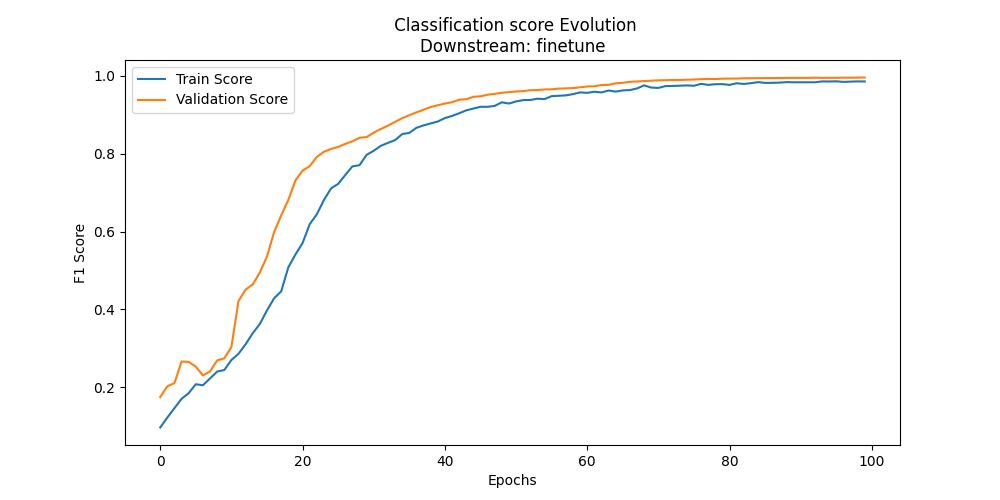 Classification score Evolution
Downstream: finetune
Train Score
Validation Score
F1 Score
1.0
0.8
0.6
0.4
0.2
0
20
40
60
80
100
Epochs